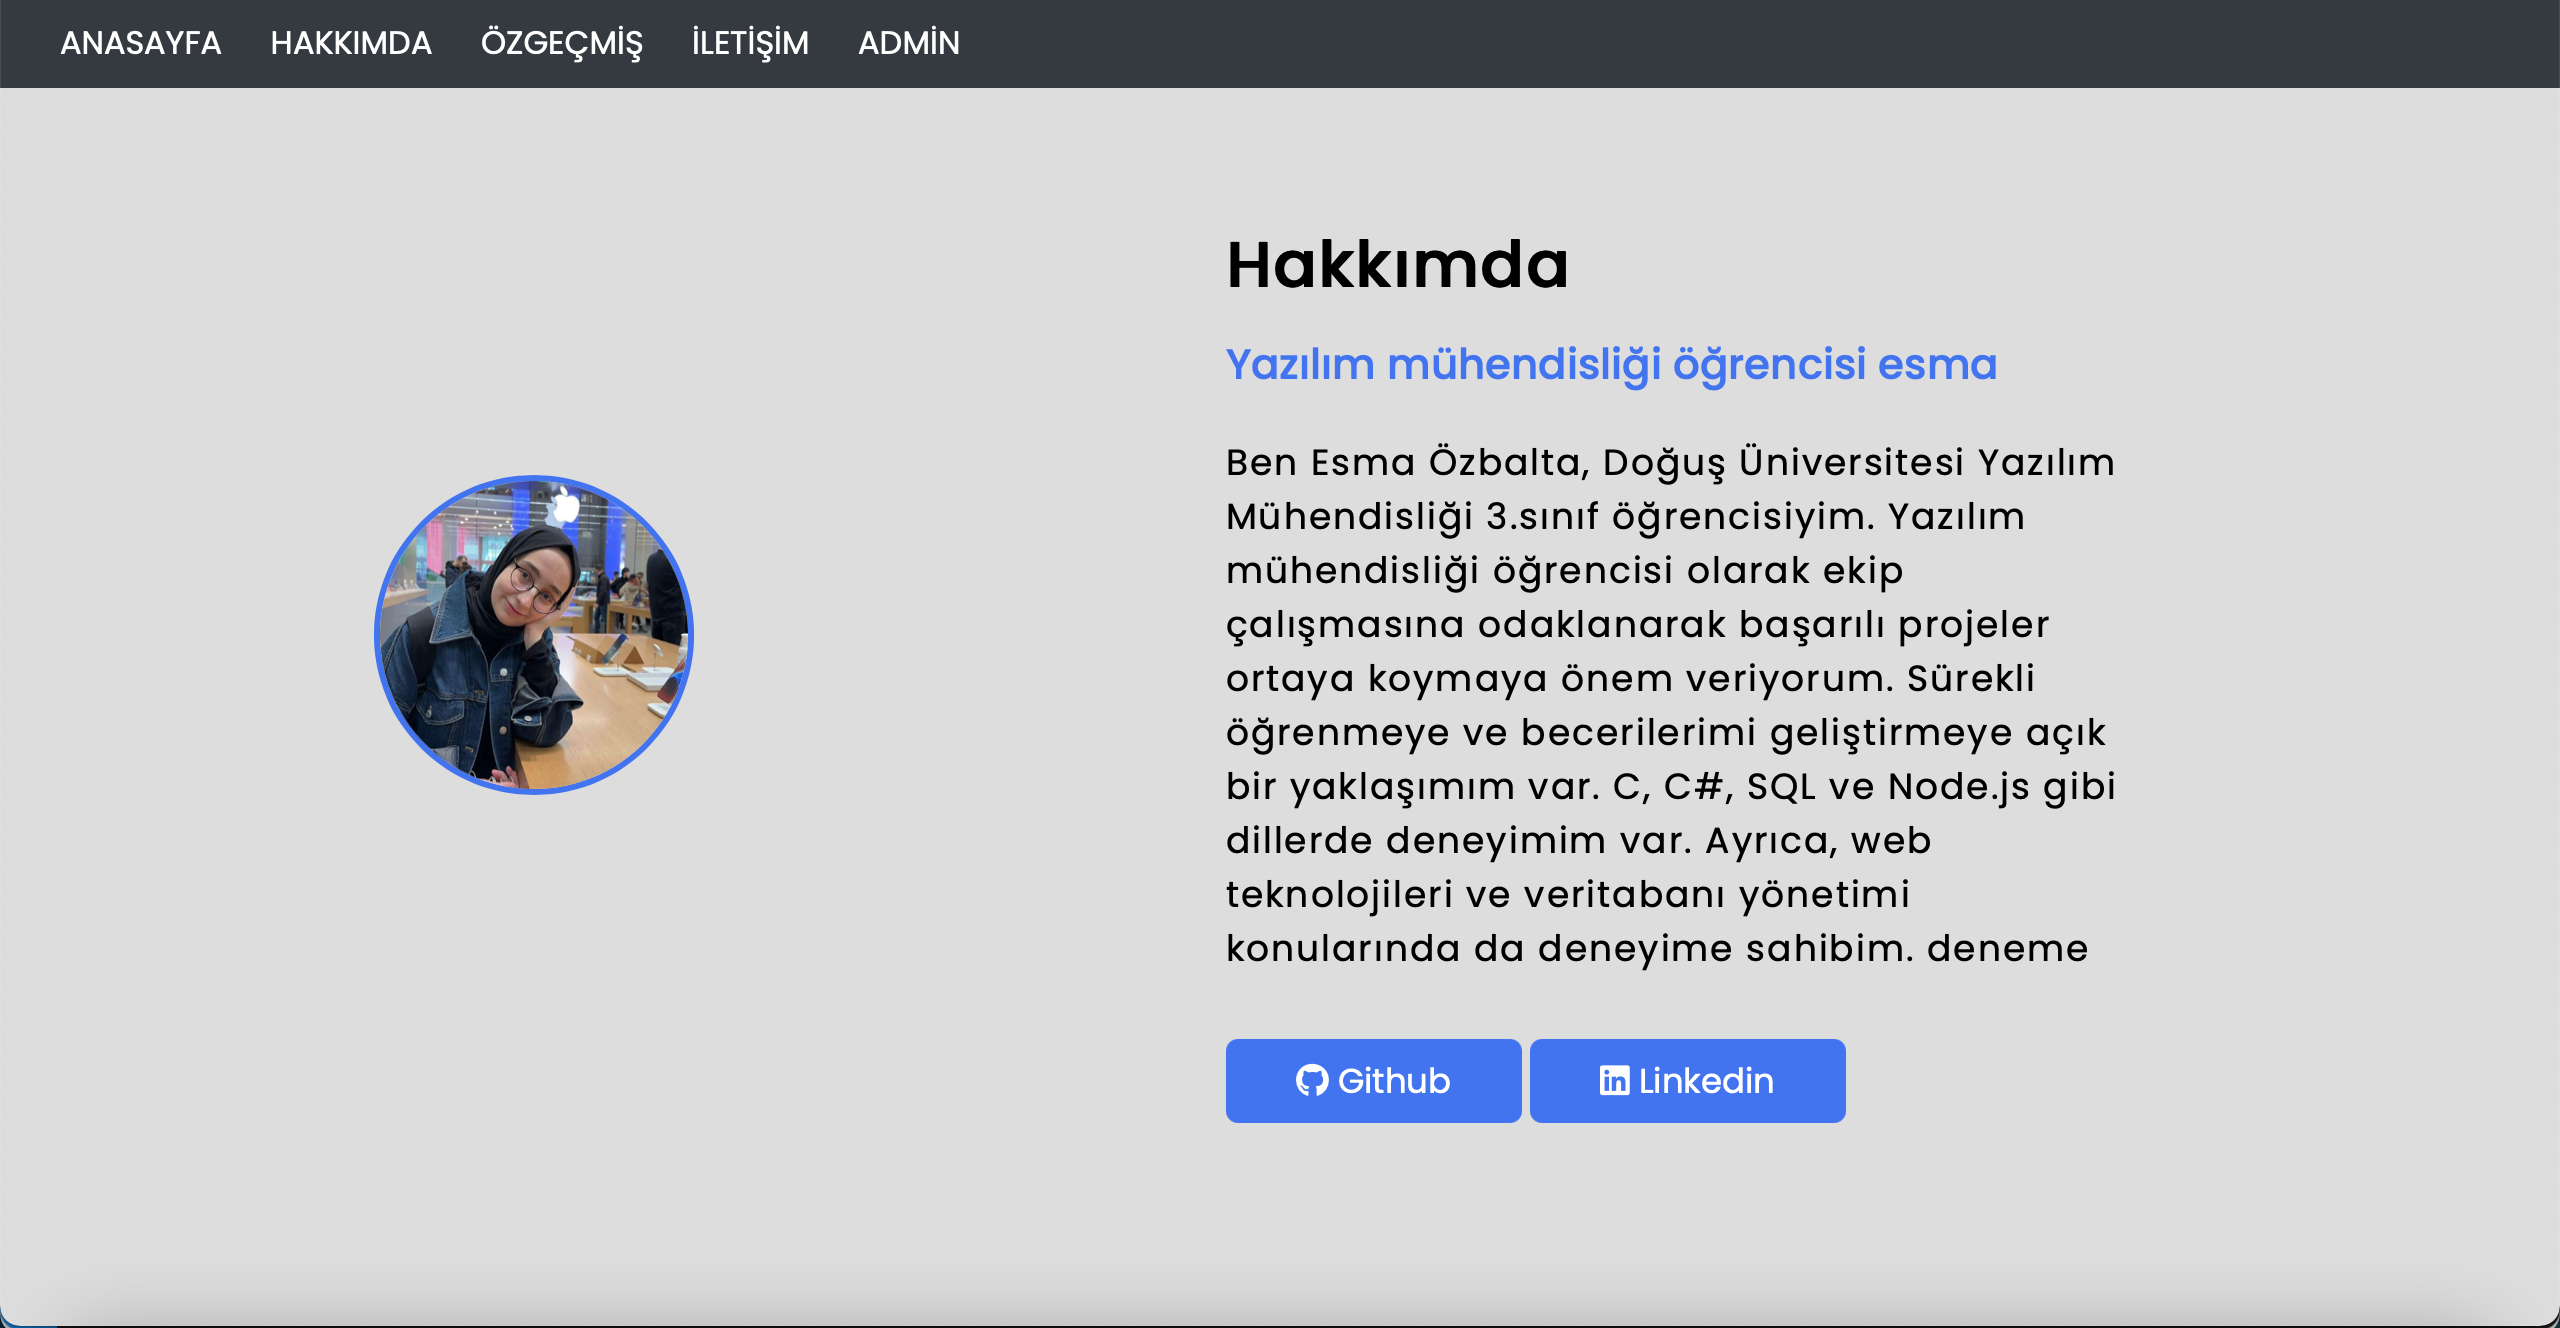 ANASAYFA HAKKIMDA ÖZGEÇMİŞ İLETİŞİM ADMİN
Hakkımda
Yazılım mühendisliği öğrencisi esma
Ben Esma Özbalta, Doğuş Üniversitesi Yazılım
Mühendisliği 3.sınıf öğrencisiyim. Yazılım
mühendisliği öğrencisi olarak ekip
çalışmasına odaklanarak başarılı projeler
ortaya koymaya önem veriyorum. Sürekli
öğrenmeye ve becerilerimi geliştirmeye açık
bir yaklaşımım var. C, C#, SQL ve Node.js gibi
dillerde deneyimim var. Ayrıca, web
teknolojileri ve veritabanı yönetimi
konularında da deneyime sahibim. deneme
Github Linkedin